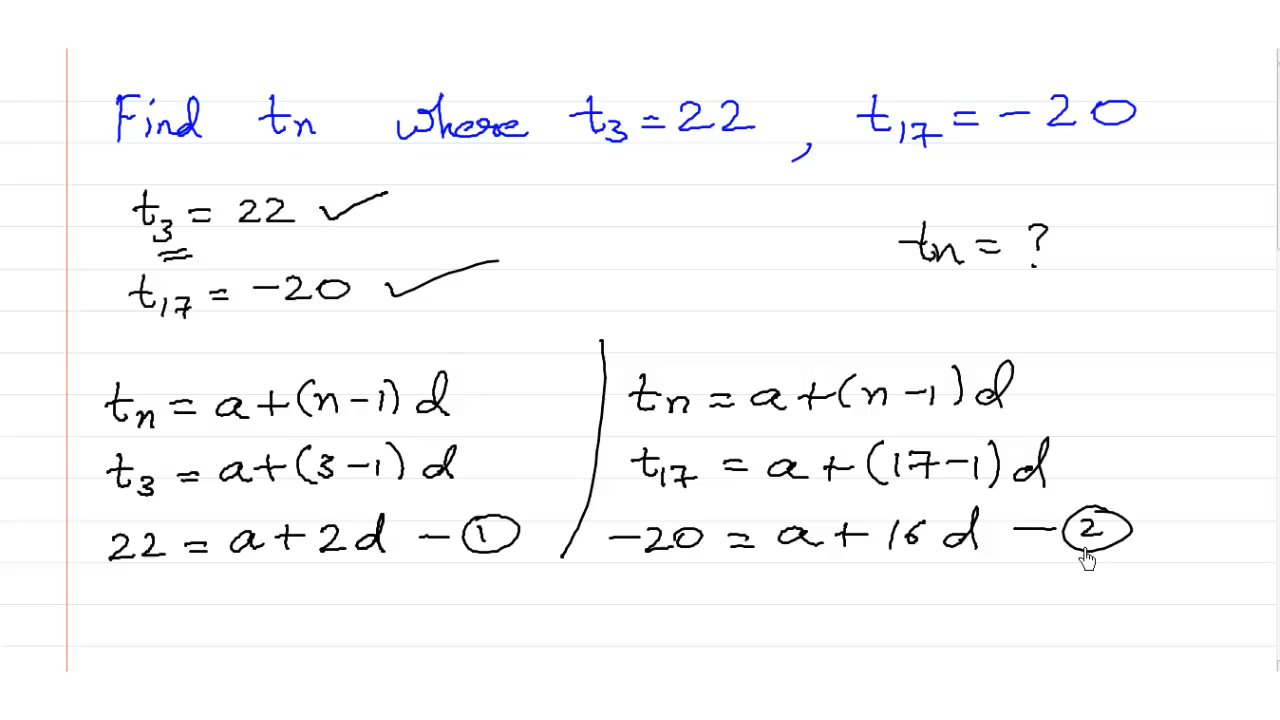 Find tn where t3 = 22 , t17 = -20
t3 = 22 ✓
tn = ?
t17 = -20 ✓
tn = a+(n-1)d
t3 = a+(3-1)d
22 = a+2d - ①
tn = a+(n-1)d
t17 = a+(17-1)d
-20 = a+16d - ②